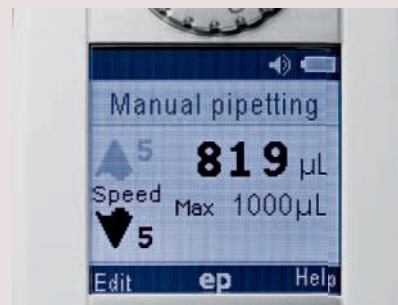 Manual pipetting
5 819 µL
Speed Max 1000µL
5
Edit ep Help